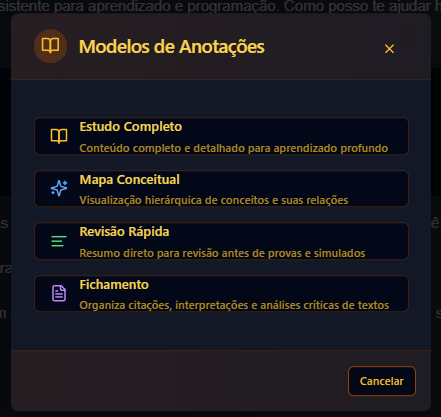 sistente para aprendizado e programação. Como posso te ajudar h
Modelos de Anotações
Estudo Completo
Conteúdo completo e detalhado para aprendizado profundo
Mapa Conceitual
Visualização hierárquica de conceitos e suas relações
Revisão Rápida
Resumo direto para revisão antes de provas e simulados
Fichamento
Organiza citações, interpretações e análises críticas de textos
Cancelar